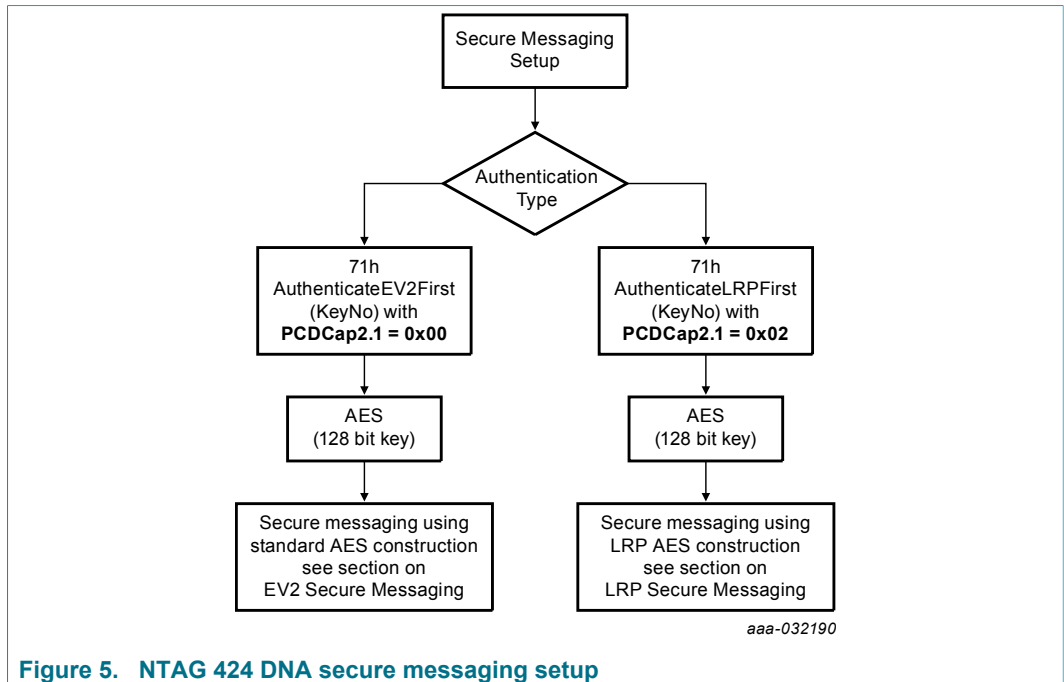 Secure Messaging
Setup
Authentication
Type
71h
AuthenticateEV2First
(KeyNo) with
PCDCap2.1 = 0x00
71h
AuthenticateLRPFirst
(KeyNo) with
PCDCap2.1 = 0x02
AES
(128 bit key)
AES
(128 bit key)
Secure messaging using
standard AES construction
see section on
EV2 Secure Messaging
Secure messaging using
LRP AES construction
see section on
LRP Secure Messaging
aaa-032190
Figure 5. NTAG 424 DNA secure messaging setup